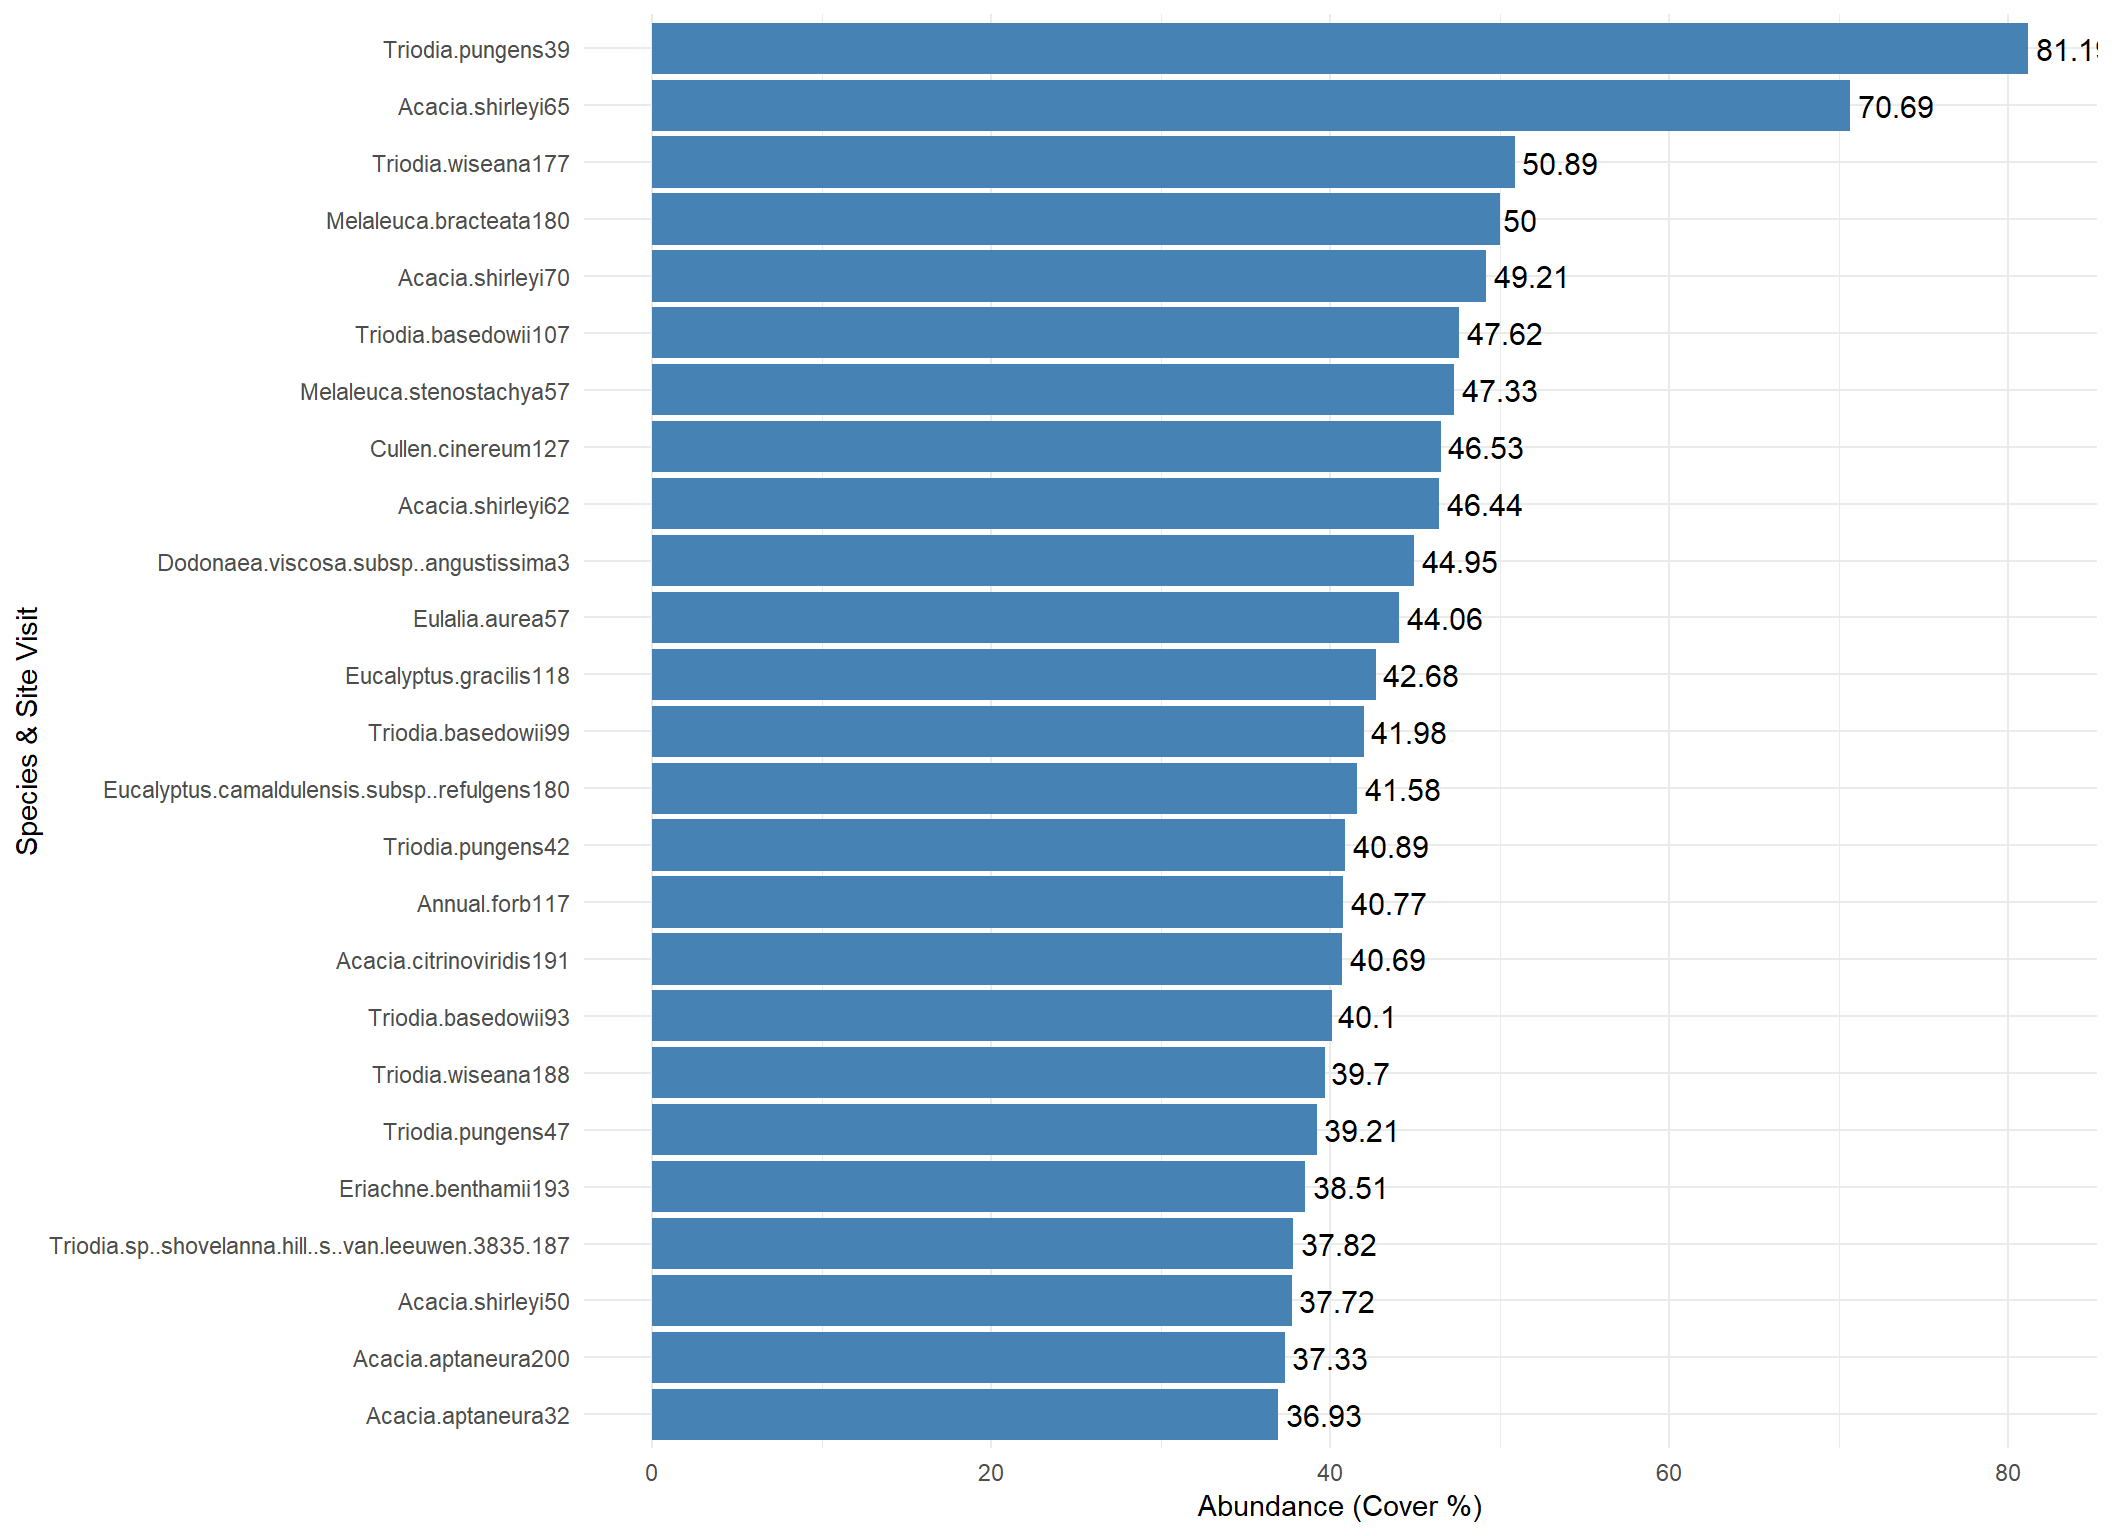 Triodia.pungens39 81.19
Acacia.shirleyi65 70.69
Triodia.wiseana177 50.89
Melaleuca.bracteata180 50
Acacia.shirleyi70 49.21
Triodia.basedowii107 47.62
Melaleuca.stenostachya57 47.33
Cullen.cinereum127 46.53
Acacia.shirleyi62 46.44
Dodonaea.viscosa.subsp..angustissima3 44.95
Eulalia.aurea57 44.06
Eucalyptus.gracilis118 42.68
Triodia.basedowii99 41.98
Eucalyptus.camaldulensis.subsp..refulgens180 41.58
Triodia.pungens42 40.89
Annual.forb117 40.77
Acacia.citrinoviridis191 40.69
Triodia.basedowii93 40.1
Triodia.wiseana188 39.7
Triodia.pungens47 39.21
Eriachne.benthamii193 38.51
Triodia.sp..shovelanna.hill..s..van.leeuwen.3835.187 37.82
Acacia.shirleyi50 37.72
Acacia.aptaneura200 37.33
Acacia.aptaneura32 36.93
0 20 40 60 80
Abundance (Cover %)
Species & Site Visit